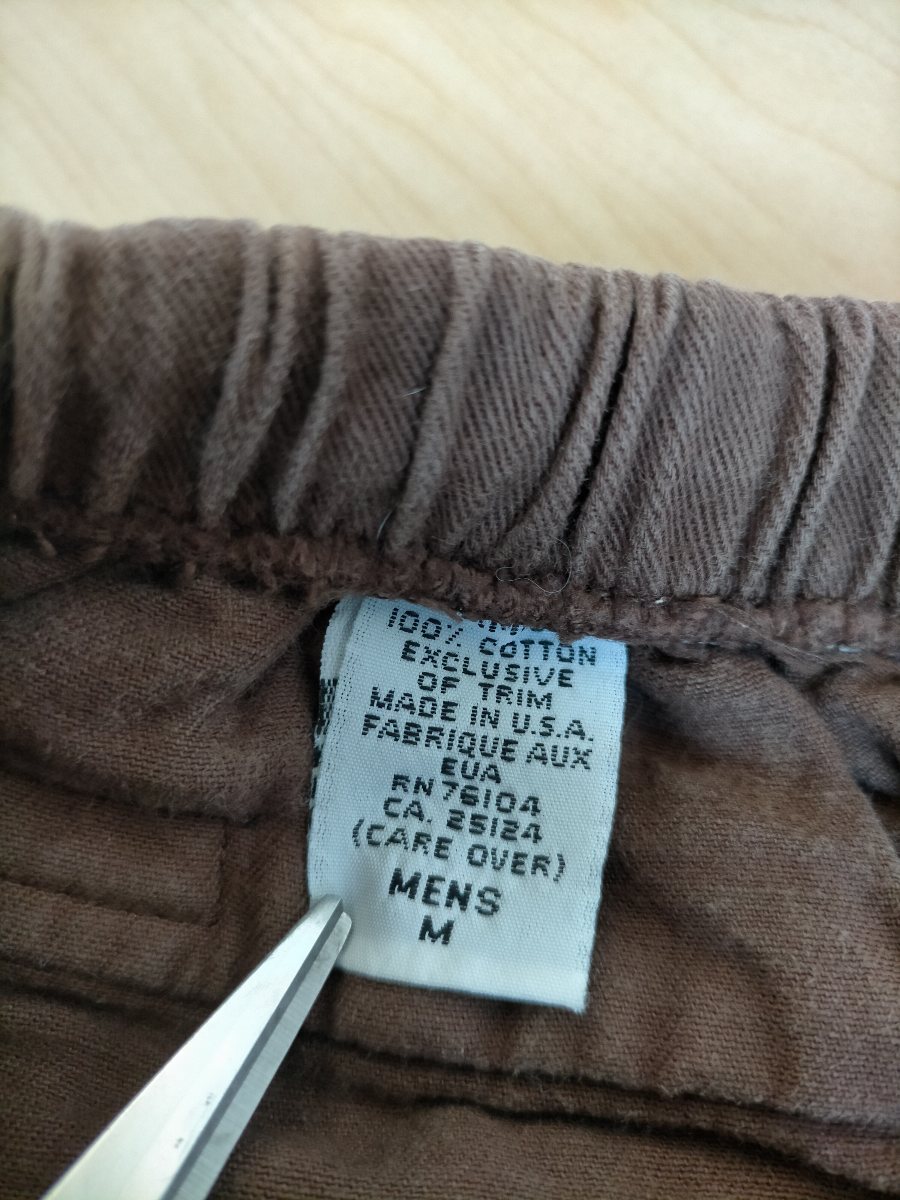 100% COTTON
EXCLUSIVE
OF TRIM
MADE IN U.S.A.
FABRIQUE AUX
EUA
RN 76104
CA. 25124
(CARE OVER)
MENS
M